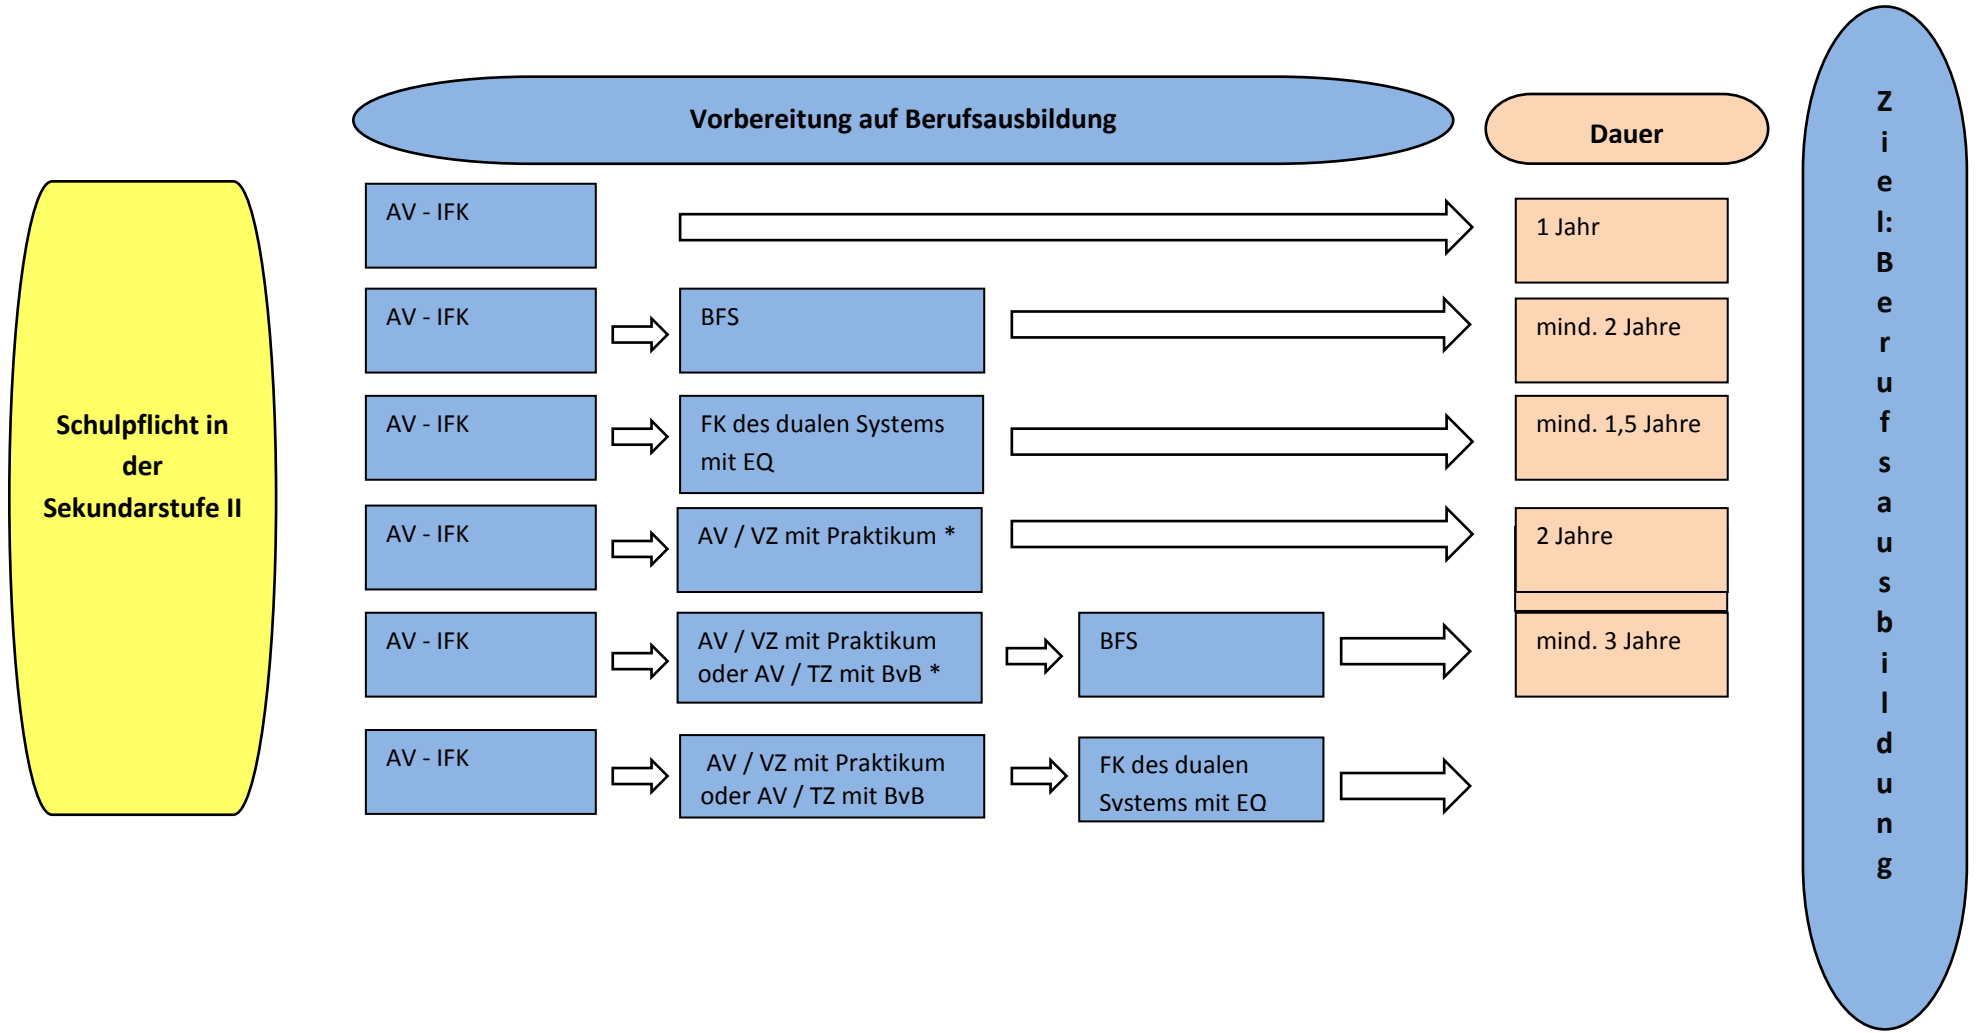 Vorbereitung auf Berufsausbildung
Dauer
Schulpflicht in
der
Sekundarstufe II
AV - IFK
1 Jahr
AV - IFK
BFS
mind. 2 Jahre
AV - IFK
FK des dualen Systems
mit EQ
mind. 1,5 Jahre
AV - IFK
AV / VZ mit Praktikum *
2 Jahre
AV - IFK
AV / VZ mit Praktikum
oder AV / TZ mit BvB *
BFS
mind. 3 Jahre
AV - IFK
AV / VZ mit Praktikum
oder AV / TZ mit BvB
FK des dualen
Systems mit EQ
Z
i
e
l:
B
e
r
u
f
s
a
u
s
b
i
l
d
u
n
g